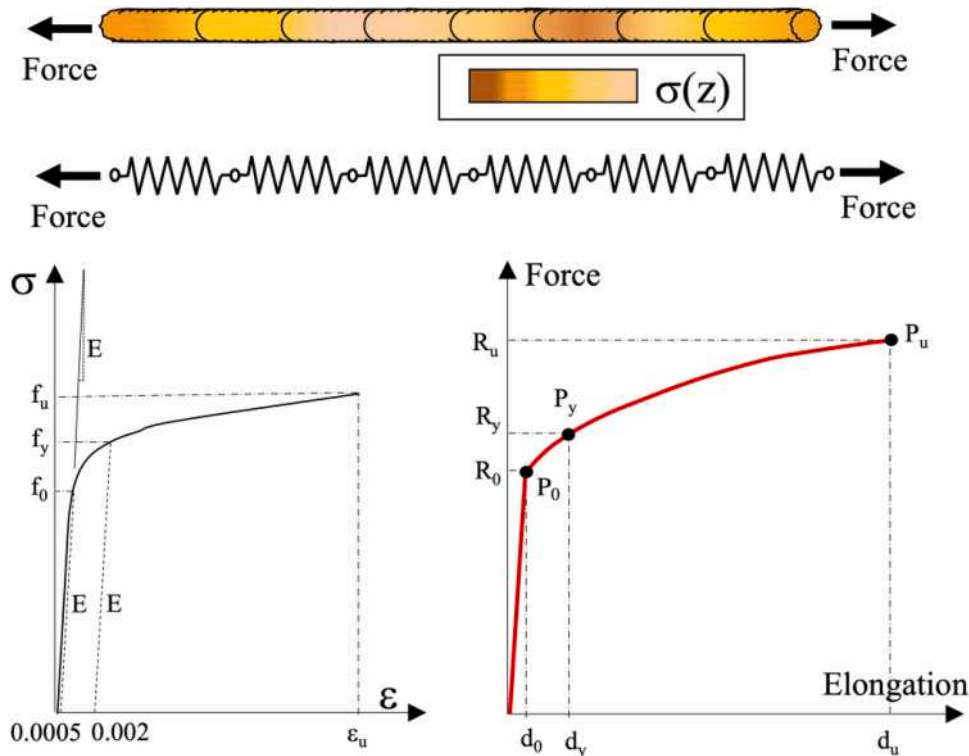 Force
Force
σ(z)
Force
Force
σ
E
f_u
f_y
f_0
E
E
ε
0.0005
0.002
ε_u
Force
R_u
P_u
P_y
R_y
R_0
P_0
Elongation
d_0
d_y
d_u